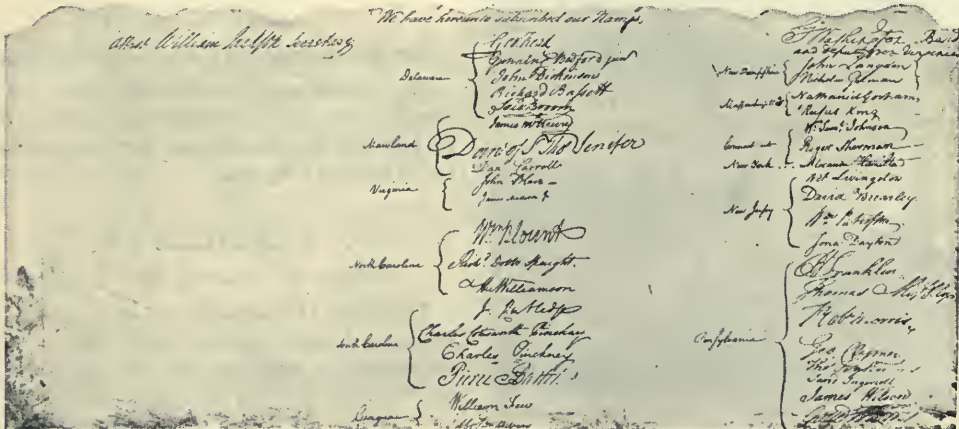 We have hereunto subscribed our Names,
attest William Jackson Secretary
Delaware
Geo: Read
Gunning Bedford jun
John Dickinson
Richard Bassett
Jaco: Broom
Maryland
James McHenry
Dan of St Thos Jenifer
Danl Carroll
Virginia
John Blair—
James Madison Jr
North Carolina
Wm Blount
Richd Dobbs Spaight.
Hu Williamson
South Carolina
J. Rutledge
Charles Cotesworth Pinckney
Charles Pinckney
Pierce Butler.
Georgia
William Few
Abr Baldwin
Go Washington Presidt
and deputy from Virginia
New Hampshire
John Langdon
Nicholas Gilman
Massachusetts
Nathaniel Gorham
Rufus King
Connecticut
Wm Saml Johnson
Roger Sherman
New York ...
Alexander Hamilton
New Jersey
Wil: Livingston
David Brearley.
Wm Paterson.
Jona: Dayton
Pensylvania
B Franklin
Thomas Mifflin
Robt Morris
Geo. Clymer
Thos FitzSimons
Jared Ingersoll
James Wilson
Gouv Morris